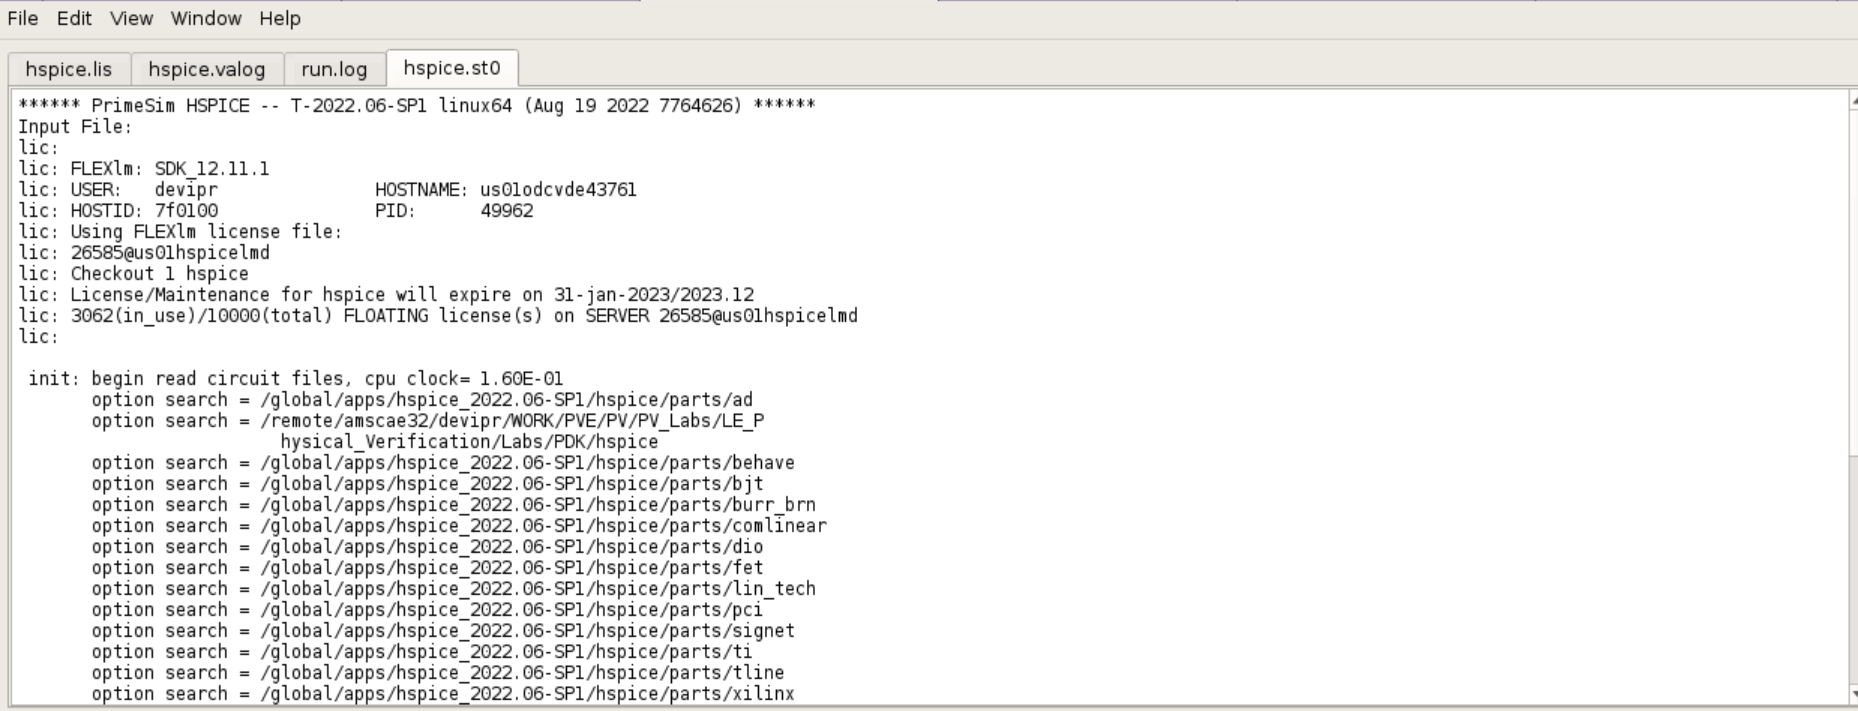 File Edit View Window Help
hspice.lis hspice.valog run.log hspice.st0
****** PrimeSim HSPICE -- T-2022.06-SP1 linux64 (Aug 19 2022 7764626) ******
Input File:
lic:
lic: FLEXlm: SDK_12.11.1
lic: USER:   devipr               HOSTNAME: us01odcvde43761
lic: HOSTID: 7f0100               PID:      49962
lic: Using FLEXlm license file:
lic: 26585@us01hspicelmd
lic: Checkout 1 hspice
lic: License/Maintenance for hspice will expire on 31-jan-2023/2023.12
lic: 3062(in_use)/10000(total) FLOATING license(s) on SERVER 26585@us01hspicelmd
lic:
init: begin read circuit files, cpu clock= 1.60E-01
option search = /global/apps/hspice_2022.06-SP1/hspice/parts/ad
option search = /remote/amscae32/devipr/WORK/PVE/PV/PV_Labs/LE_P
hysical_Verification/Labs/PDK/hspice
option search = /global/apps/hspice_2022.06-SP1/hspice/parts/behave
option search = /global/apps/hspice_2022.06-SP1/hspice/parts/bjt
option search = /global/apps/hspice_2022.06-SP1/hspice/parts/burr_brn
option search = /global/apps/hspice_2022.06-SP1/hspice/parts/comlinear
option search = /global/apps/hspice_2022.06-SP1/hspice/parts/dio
option search = /global/apps/hspice_2022.06-SP1/hspice/parts/fet
option search = /global/apps/hspice_2022.06-SP1/hspice/parts/lin_tech
option search = /global/apps/hspice_2022.06-SP1/hspice/parts/pci
option search = /global/apps/hspice_2022.06-SP1/hspice/parts/signet
option search = /global/apps/hspice_2022.06-SP1/hspice/parts/ti
option search = /global/apps/hspice_2022.06-SP1/hspice/parts/tline
option search = /global/apps/hspice_2022.06-SP1/hspice/parts/xilinx